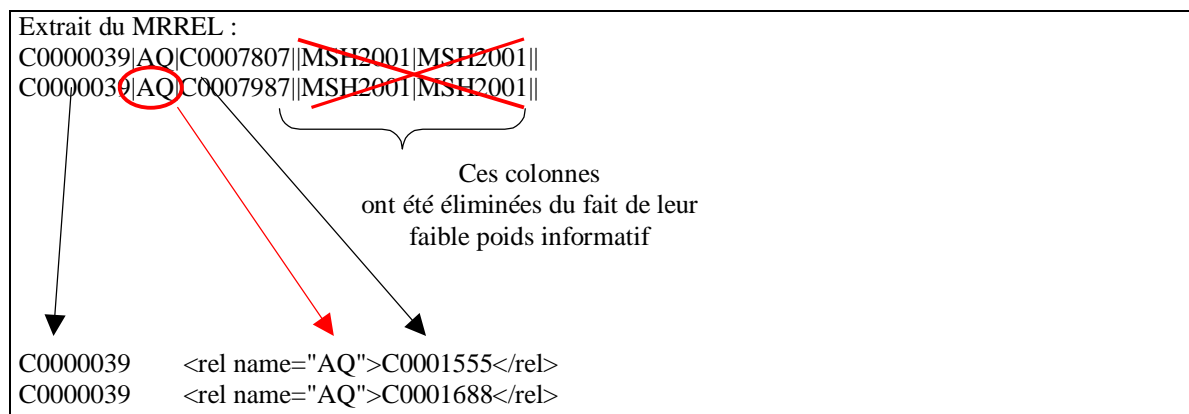 Extrait du MRREL :
C0000039|AQ|C0007807||MSH2001|MSH2001||
C0000039|AQ|C0007987||MSH2001|MSH2001||
Ces colonnes
ont été éliminées du fait de leur
faible poids informatif
C0000039 <rel name="AQ">C0001555</rel>
C0000039 <rel name="AQ">C0001688</rel>